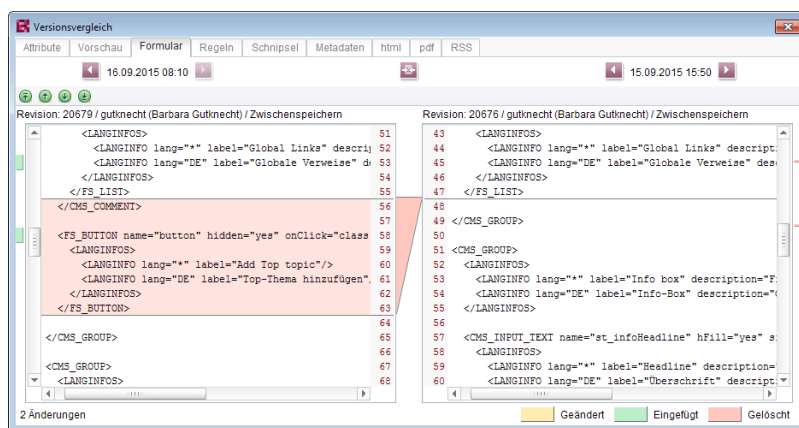 Versionsvergleich
Attribute Vorschau Formular Regeln Schnipsel Metadaten html pdf RSS
16.09.2015 08:10
15.09.2015 15:50
Revision: 20679 / gutknecht (Barbara Gutknecht) / Zwischenspeichern
<LANGINFOS> 51
<LANGINFO lang="*" label="Global Links" descrip 52
<LANGINFO lang="DE" label="Globale Verweise" de 53
</LANGINFOS> 54
</FS_LIST> 55
</CMS_COMMENT> 56
57
<FS_BUTTON name="button" hidden="yes" onClick="class 58
<LANGINFOS> 59
<LANGINFO lang="*" label="Add Top topic"/> 60
<LANGINFO lang="DE" label="Top-Thema hinzufügen" 61
</LANGINFOS> 62
</FS_BUTTON> 63
64
</CMS_GROUP> 65
66
<CMS_GROUP> 67
<LANGINFOS> 68
Revision: 20676 / gutknecht (Barbara Gutknecht) / Zwischenspeichern
43 <LANGINFOS>
44 <LANGINFO lang="*" label="Global Links" descript
45 <LANGINFO lang="DE" label="Globale Verweise" des
46 </LANGINFOS>
47 </FS_LIST>
48
49 </CMS_GROUP>
50
51 <CMS_GROUP>
52 <LANGINFOS>
53 <LANGINFO lang="*" label="Info box" description="F
54 <LANGINFO lang="DE" label="Info-Box" description="
55 </LANGINFOS>
56
57 <CMS_INPUT_TEXT name="st_infoHeadline" hFill="yes" s
58 <LANGINFOS>
59 <LANGINFO lang="*" label="Headline" description=
60 <LANGINFO lang="DE" label="Überschrift" descript
2 Änderungen
Geändert Eingefügt Gelöscht